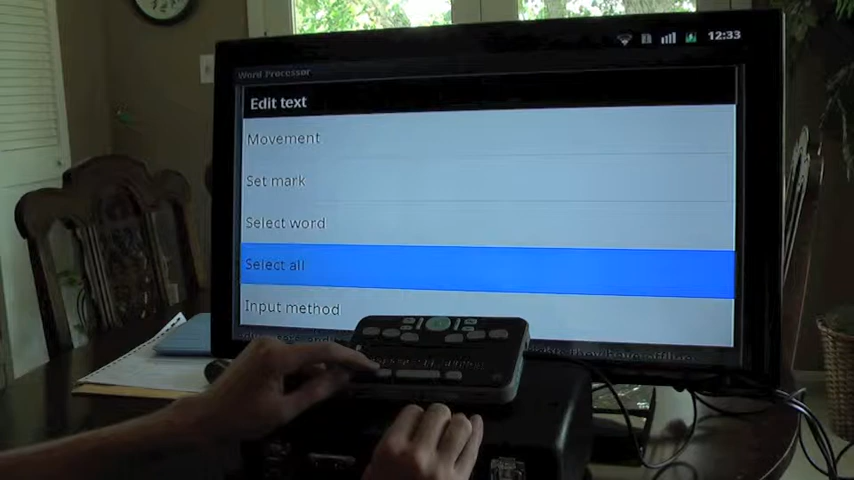 12:33
Word Processor
Edit text
Movement
Set mark
Select word
Select all
Input method